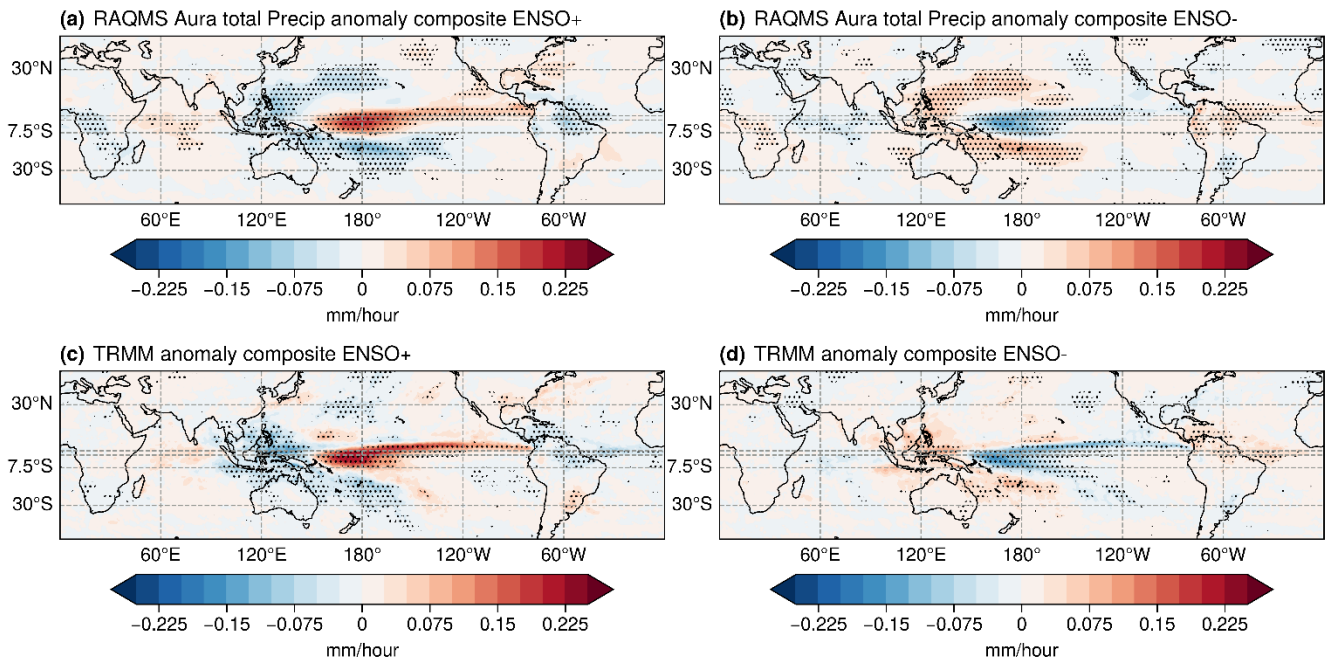 (a) RAQMS Aura total Precip anomaly composite ENSO+
30°N
7.5°S
30°S
60°E 120°E 180° 120°W 60°W
−0.225 −0.15 −0.075 0 0.075 0.15 0.225
mm/hour
(b) RAQMS Aura total Precip anomaly composite ENSO-
30°N
7.5°S
30°S
60°E 120°E 180° 120°W 60°W
−0.225 −0.15 −0.075 0 0.075 0.15 0.225
mm/hour
(c) TRMM anomaly composite ENSO+
30°N
7.5°S
30°S
60°E 120°E 180° 120°W 60°W
−0.225 −0.15 −0.075 0 0.075 0.15 0.225
mm/hour
(d) TRMM anomaly composite ENSO-
30°N
7.5°S
30°S
60°E 120°E 180° 120°W 60°W
−0.225 −0.15 −0.075 0 0.075 0.15 0.225
mm/hour